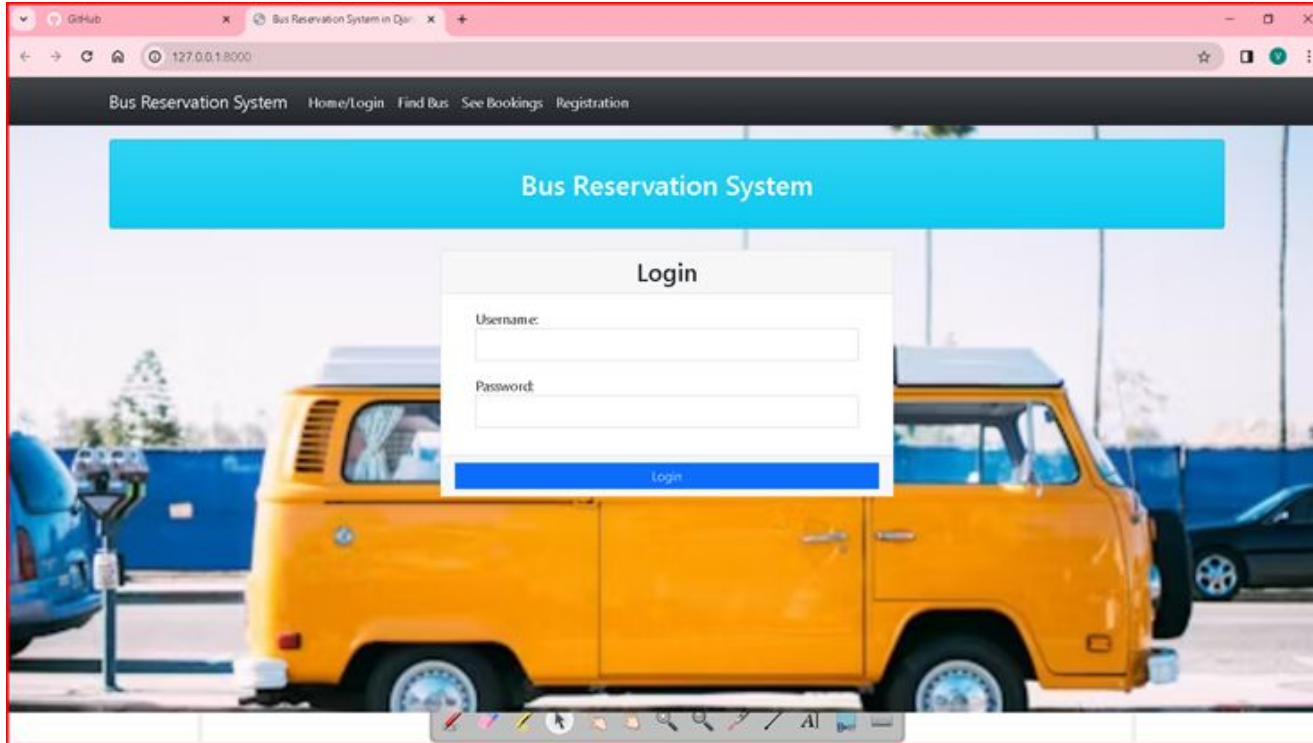 GitHub
Bus Reservation System in Djan
127.0.0.1:8000
Bus Reservation System Home/Login Find Bus See Bookings Registration
Bus Reservation System
Login
Username:
Password:
Login
A